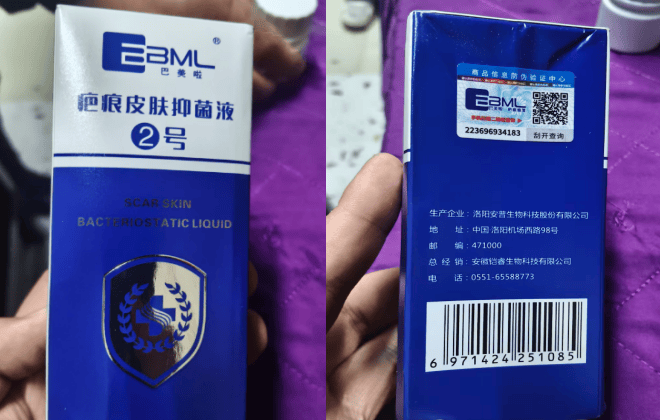 EBML®
巴美啦
疤痕皮肤抑菌液
2号
SCAR SKIN
BACTERIOSTATIC LIQUID
商品信息防伪验证中心
EBML
223696934183
刮开查询
生产企业：洛阳安普生物科技股份有限公司
地 址：中国 洛阳机场西路98号
邮 编：471000
总 经 销：安徽铠睿生物科技有限公司
电 话：0551-65588773
6 971424 251085